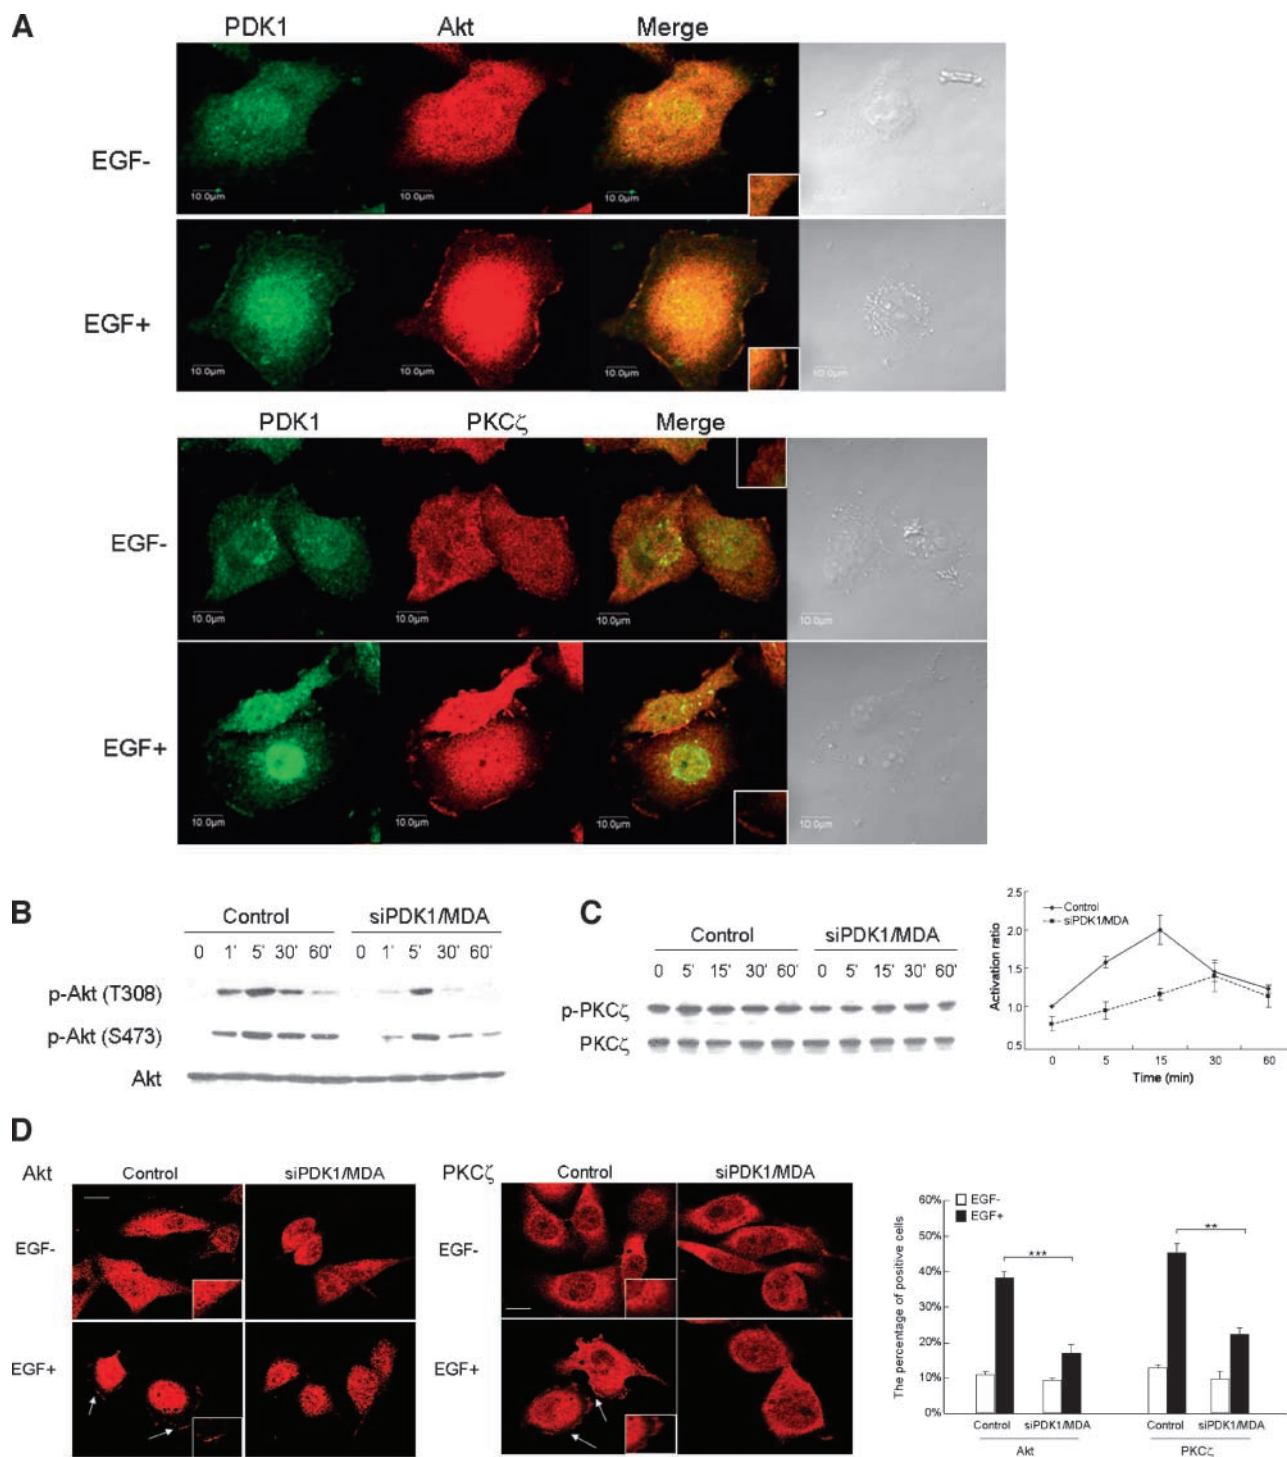 A
PDK1 Akt Merge
EGF-
10.0µm 10.0µm 10.0µm 10.0µm
EGF+
10.0µm 10.0µm 10.0µm 10.0µm
PDK1 PKCζ Merge
EGF-
10.0µm 10.0µm 10.0µm 10.0µm
EGF+
10.0µm 10.0µm 10.0µm 10.0µm
B
Control siPDK1/MDA
0 1' 5' 30' 60' 0 1' 5' 30' 60'
p-Akt (T308)
p-Akt (S473)
Akt
C
Control siPDK1/MDA
0 5' 15' 30' 60' 0 5' 15' 30' 60'
p-PKCζ
PKCζ
Activation ratio
2.5
2.0
1.5
1.0
0.5
Control
siPDK1/MDA
0 5 15 30 60
Time (min)
D
Akt Control siPDK1/MDA
EGF-
EGF+
PKCζ Control siPDK1/MDA
EGF-
EGF+
The percentage of positive cells
60%
50%
40%
30%
20%
10%
0%
EGF-
EGF+
*** **
Control siPDK1/MDA Control siPDK1/MDA
Akt PKCζ